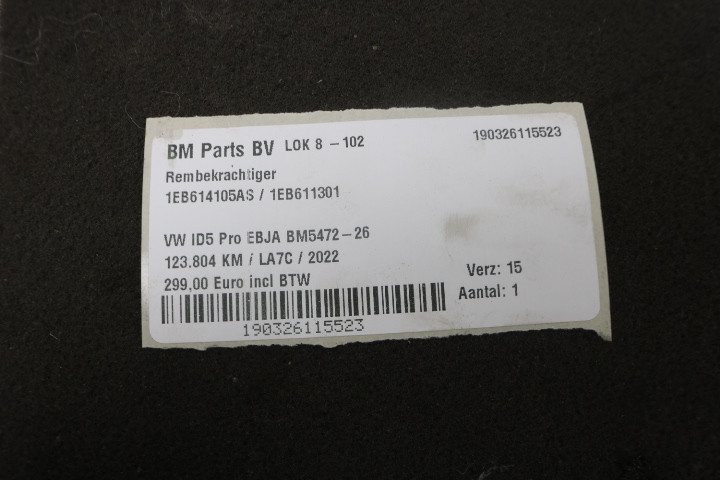 BM Parts BV LOK 8 - 102 190326115523
Rembekrachtiger
1EB614105AS / 1EB611301
VW ID5 Pro EBJA BM5472-26
123.804 KM / LA7C / 2022
299,00 Euro incl BTW
Verz: 15
Aantal: 1
190326115523